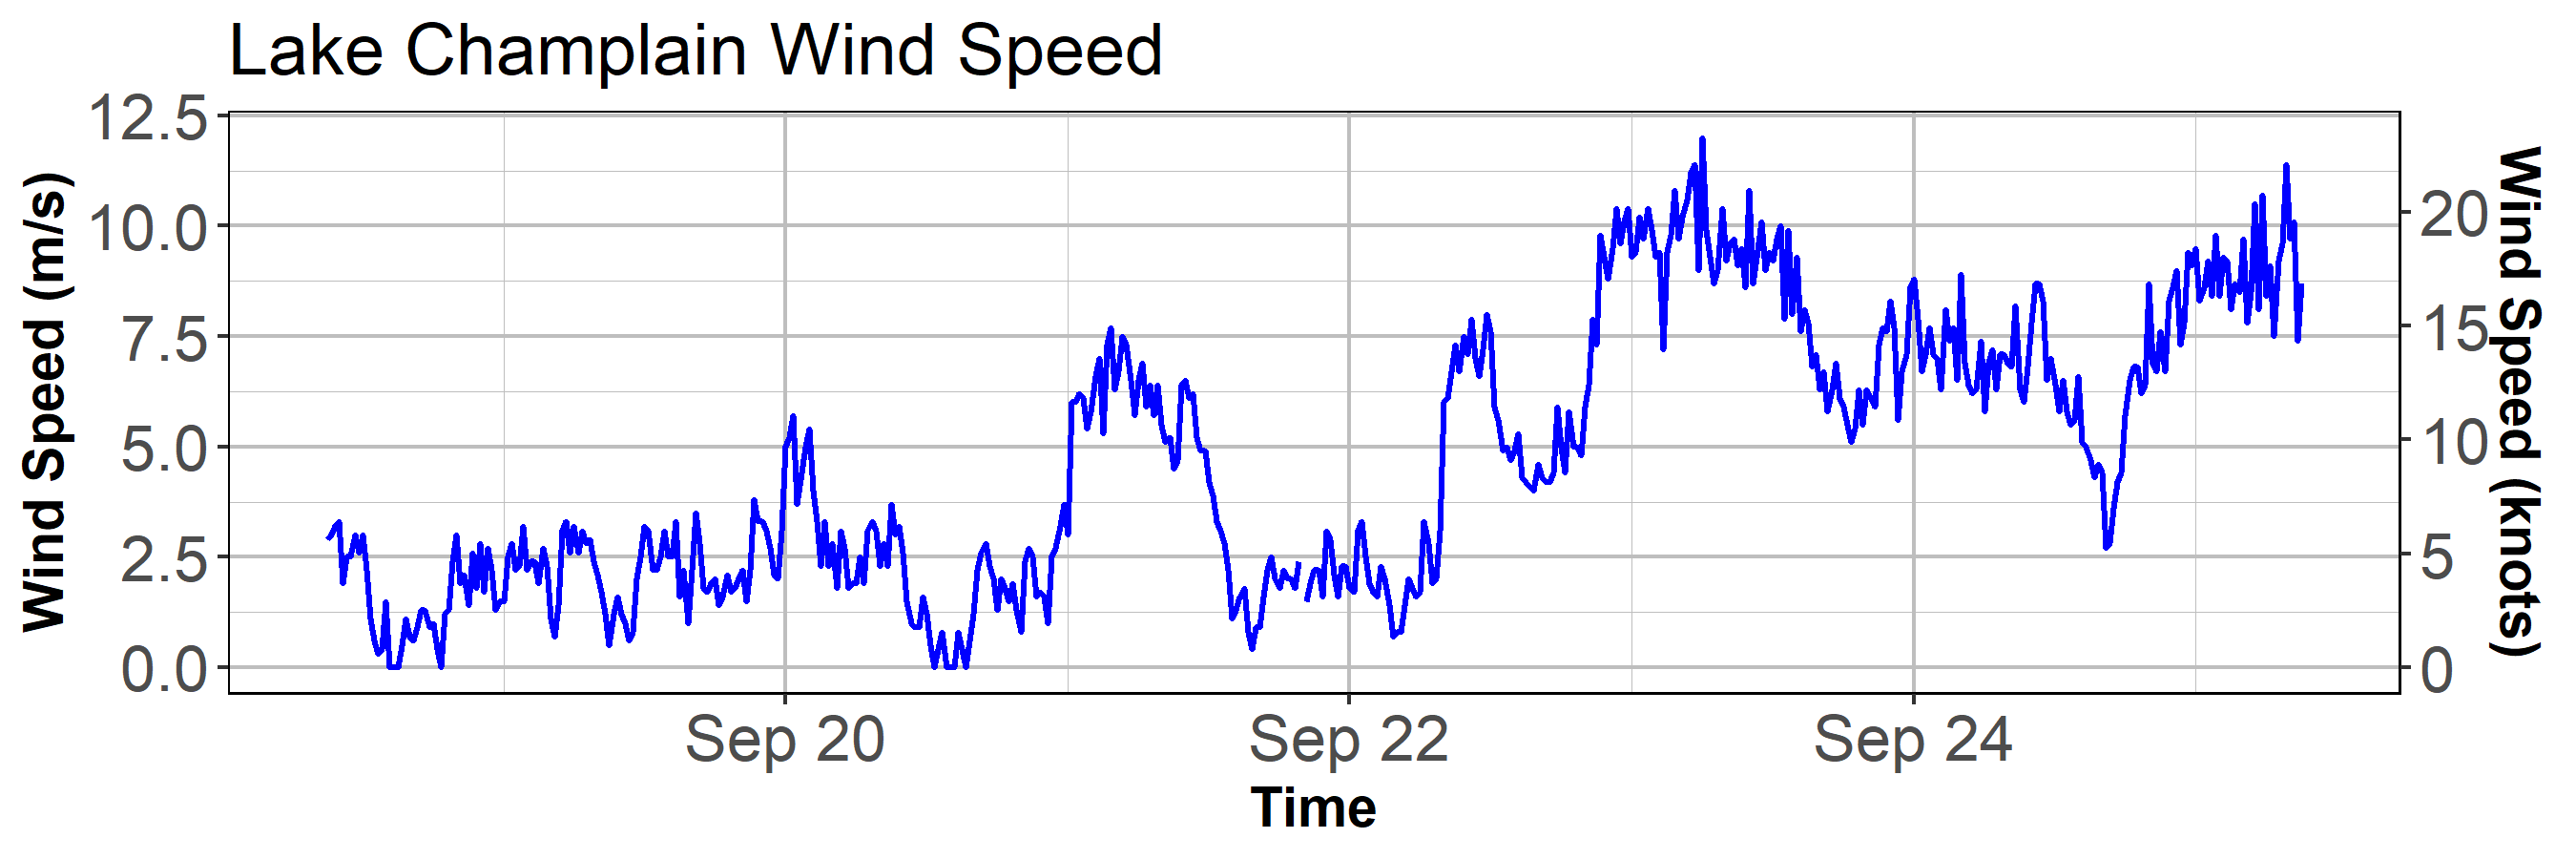 Lake Champlain Wind Speed
12.5
10.0
7.5
5.0
2.5
0.0
Wind Speed (m/s)
20
15
10
5
0
Wind Speed (knots)
Sep 20
Sep 22
Sep 24
Time